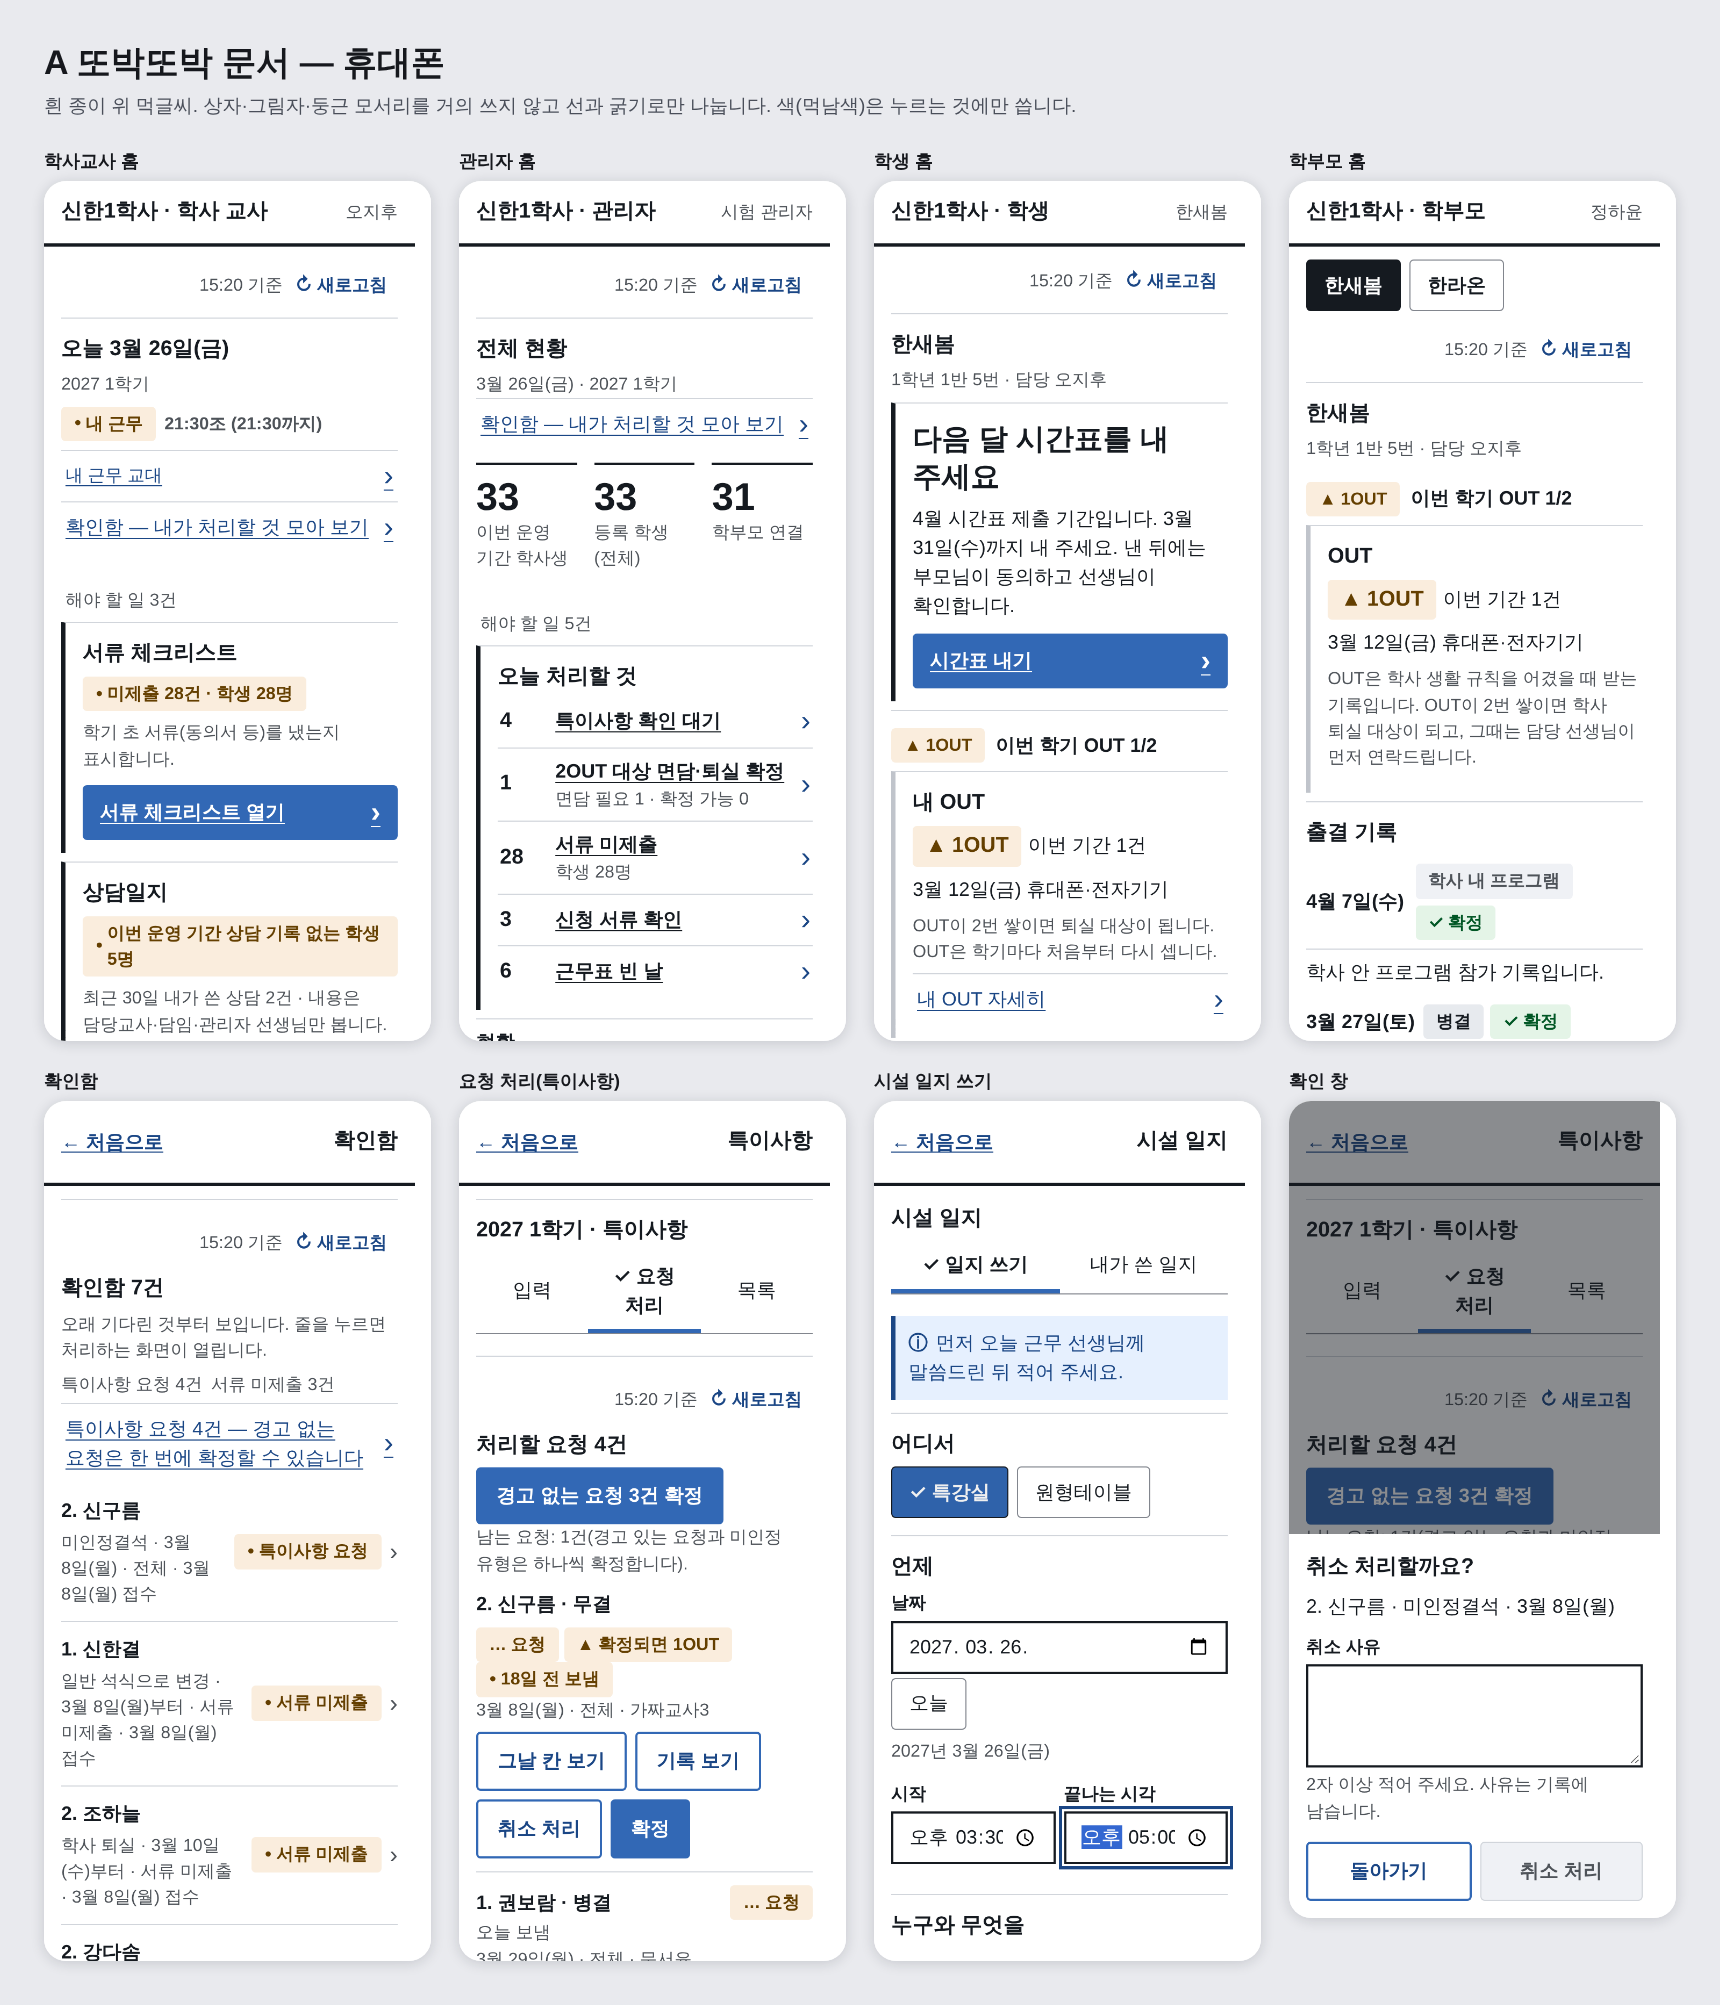 A 또박또박 문서 — 휴대폰
흰 종이 위 먹글씨. 상자·그림자·둥근 모서리를 거의 쓰지 않고 선과 굵기로만 나눕니다. 색(먹남색)은 누르는 것에만 씁니다.
학사교사 홈
신한1학사 · 학사 교사 오지후
15:20 기준 ↻ 새로고침
오늘 3월 26일(금)
2027 1학기
• 내 근무 21:30조 (21:30까지)
내 근무 교대 ›
확인함 — 내가 처리할 것 모아 보기 ›
해야 할 일 3건
서류 체크리스트
• 미제출 28건 · 학생 28명
학기 초 서류(동의서 등)를 냈는지
표시합니다.
서류 체크리스트 열기 ›
상담일지
• 이번 운영 기간 상담 기록 없는 학생
5명
최근 30일 내가 쓴 상담 2건 · 내용은
담당교사·담임·관리자 선생님만 봅니다.
관리자 홈
신한1학사 · 관리자 시험 관리자
15:20 기준 ↻ 새로고침
전체 현황
3월 26일(금) · 2027 1학기
확인함 — 내가 처리할 것 모아 보기 ›
33 33 31
이번 운영 등록 학생 학부모 연결
기간 학사생 (전체)
해야 할 일 5건
오늘 처리할 것
4 특이사항 확인 대기 ›
1 2OUT 대상 면담·퇴실 확정 ›
면담 필요 1 · 확정 가능 0
28 서류 미제출 ›
학생 28명
3 신청 서류 확인 ›
6 근무표 빈 날 ›
현황
학생 홈
신한1학사 · 학생 한새봄
15:20 기준 ↻ 새로고침
한새봄
1학년 1반 5번 · 담당 오지후
다음 달 시간표를 내
주세요
4월 시간표 제출 기간입니다. 3월
31일(수)까지 내 주세요. 낸 뒤에는
부모님이 동의하고 선생님이
확인합니다.
시간표 내기 ›
▲ 1OUT 이번 학기 OUT 1/2
내 OUT
▲ 1OUT 이번 기간 1건
3월 12일(금) 휴대폰·전자기기
OUT이 2번 쌓이면 퇴실 대상이 됩니다.
OUT은 학기마다 처음부터 다시 셉니다.
내 OUT 자세히 ›
학부모 홈
신한1학사 · 학부모 정하윤
한새봄 한라온
15:20 기준 ↻ 새로고침
한새봄
1학년 1반 5번 · 담당 오지후
▲ 1OUT 이번 학기 OUT 1/2
OUT
▲ 1OUT 이번 기간 1건
3월 12일(금) 휴대폰·전자기기
OUT은 학사 생활 규칙을 어겼을 때 받는
기록입니다. OUT이 2번 쌓이면 학사
퇴실 대상이 되고, 그때는 담당 선생님이
먼저 연락드립니다.
출결 기록
4월 7일(수) 학사 내 프로그램
✓ 확정
학사 안 프로그램 참가 기록입니다.
3월 27일(토) 병결 ✓ 확정
확인함
← 처음으로 확인함
15:20 기준 ↻ 새로고침
확인함 7건
오래 기다린 것부터 보입니다. 줄을 누르면
처리하는 화면이 열립니다.
특이사항 요청 4건 서류 미제출 3건
특이사항 요청 4건 — 경고 없는
요청은 한 번에 확정할 수 있습니다 ›
2. 신구름
미인정결석 · 3월
8일(월) · 전체 · 3월
8일(월) 접수
• 특이사항 요청 ›
1. 신한결
일반 석식으로 변경 ·
3월 8일(월)부터 · 서류
미제출 · 3월 8일(월)
접수
• 서류 미제출 ›
2. 조하늘
학사 퇴실 · 3월 10일
(수)부터 · 서류 미제출
· 3월 8일(월) 접수
• 서류 미제출 ›
2. 강다솜
요청 처리(특이사항)
← 처음으로 특이사항
2027 1학기 · 특이사항
입력 ✓ 요청 처리 목록
15:20 기준 ↻ 새로고침
처리할 요청 4건
경고 없는 요청 3건 확정
남는 요청: 1건(경고 있는 요청과 미인정
유형은 하나씩 확정합니다).
2. 신구름 · 무결
… 요청 ▲ 확정되면 1OUT
• 18일 전 보냄
3월 8일(월) · 전체 · 가짜교사3
그날 칸 보기 기록 보기
취소 처리 확정
1. 권보람 · 병결 … 요청
오늘 보냄
3월 29일(월) · 전체 · 문서윤
시설 일지 쓰기
← 처음으로 시설 일지
시설 일지
✓ 일지 쓰기 내가 쓴 일지
ⓘ 먼저 오늘 근무 선생님께
말씀드린 뒤 적어 주세요.
어디서
✓ 특강실 원형테이블
언제
날짜
2027. 03. 26.
오늘
2027년 3월 26일(금)
시작 끝나는 시각
오후 03:30 오후 05:00
누구와 무엇을
확인 창
← 처음으로 특이사항
2027 1학기 · 특이사항
입력 ✓ 요청 처리 목록
15:20 기준 ↻ 새로고침
처리할 요청 4건
경고 없는 요청 3건 확정
취소 처리할까요?
2. 신구름 · 미인정결석 · 3월 8일(월)
취소 사유
2자 이상 적어 주세요. 사유는 기록에
남습니다.
돌아가기 취소 처리